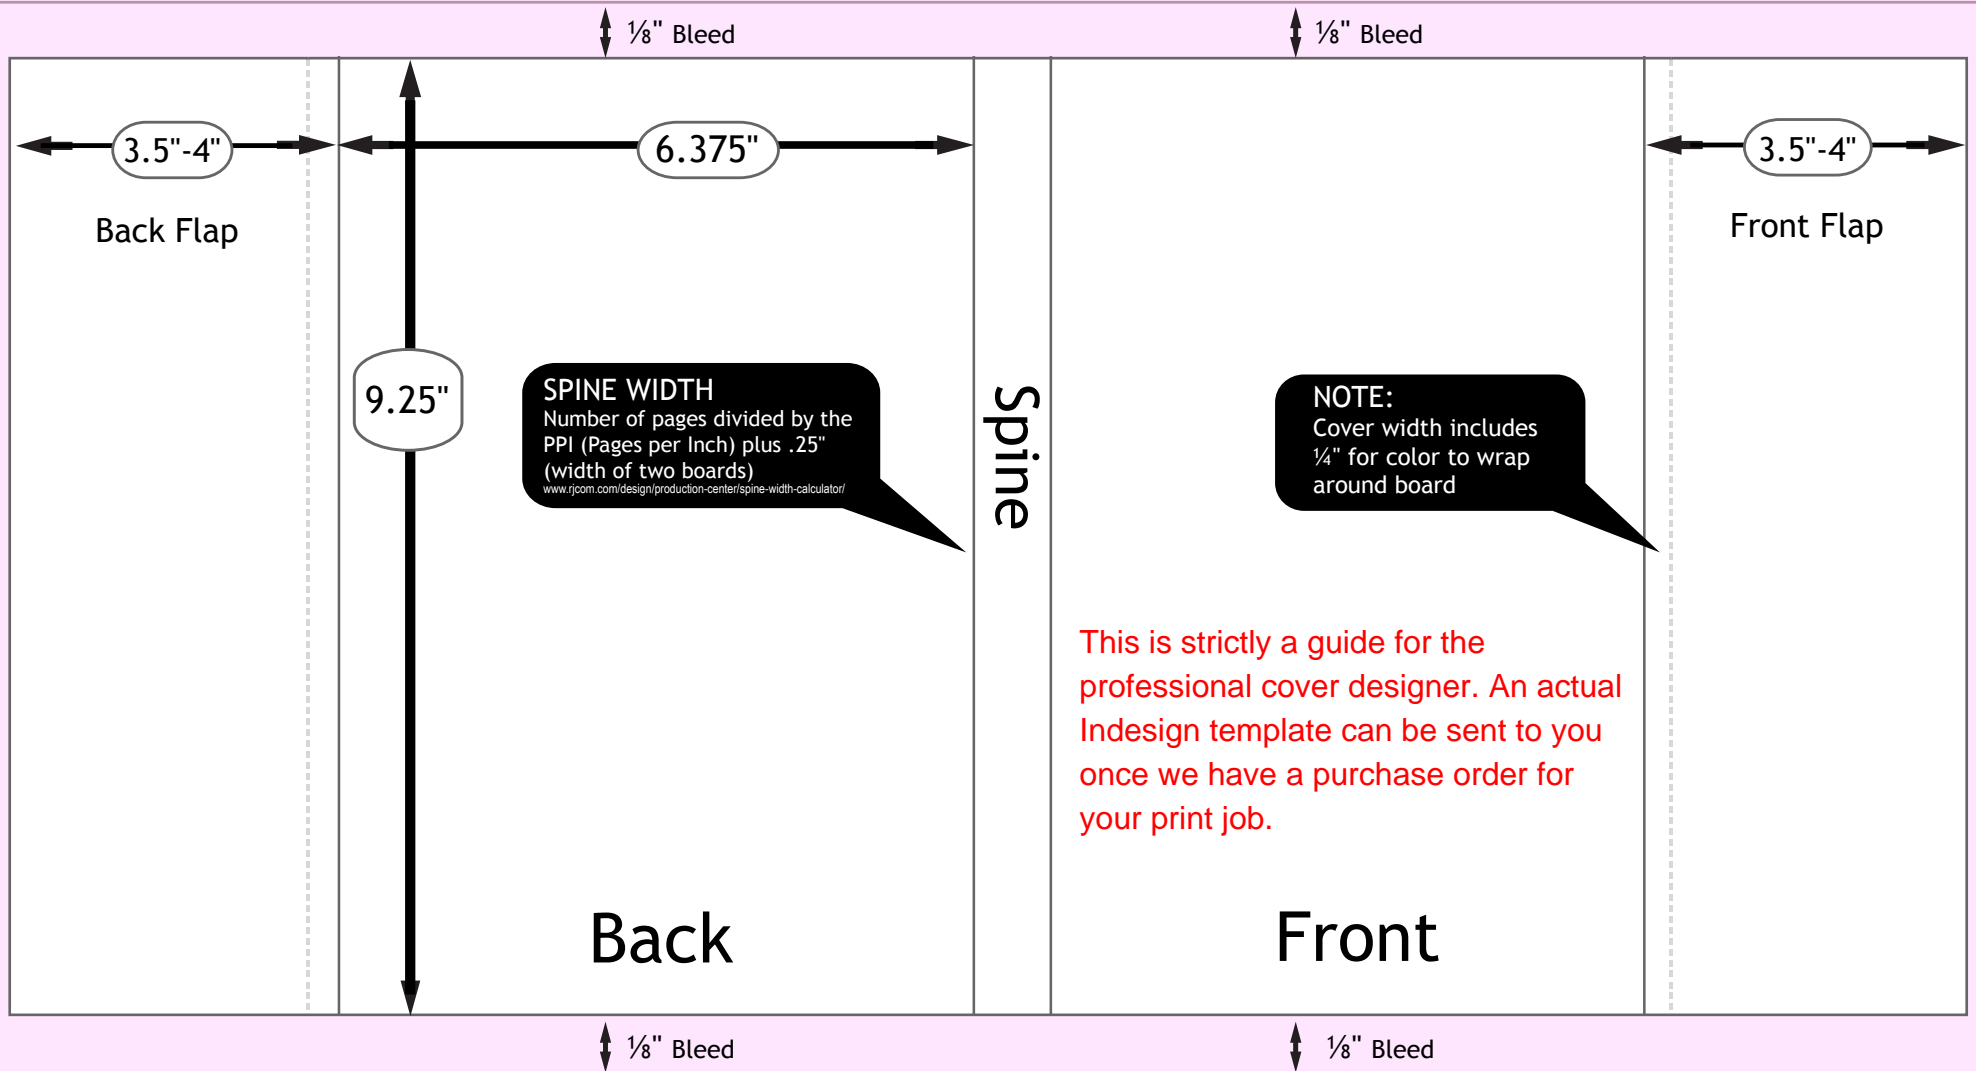 ⅛" Bleed
⅛" Bleed
3.5"-4"
6.375"
3.5"-4"
Back Flap
Front Flap
9.25"
SPINE WIDTH
Number of pages divided by the
PPI (Pages per Inch) plus .25"
(width of two boards)
www.rjcom.com/design/production-center/spine-width-calculator/
Spine
NOTE:
Cover width includes
¼" for color to wrap
around board
This is strictly a guide for the
professional cover designer. An actual
Indesign template can be sent to you
once we have a purchase order for
your print job.
Back
Front
⅛" Bleed
⅛" Bleed